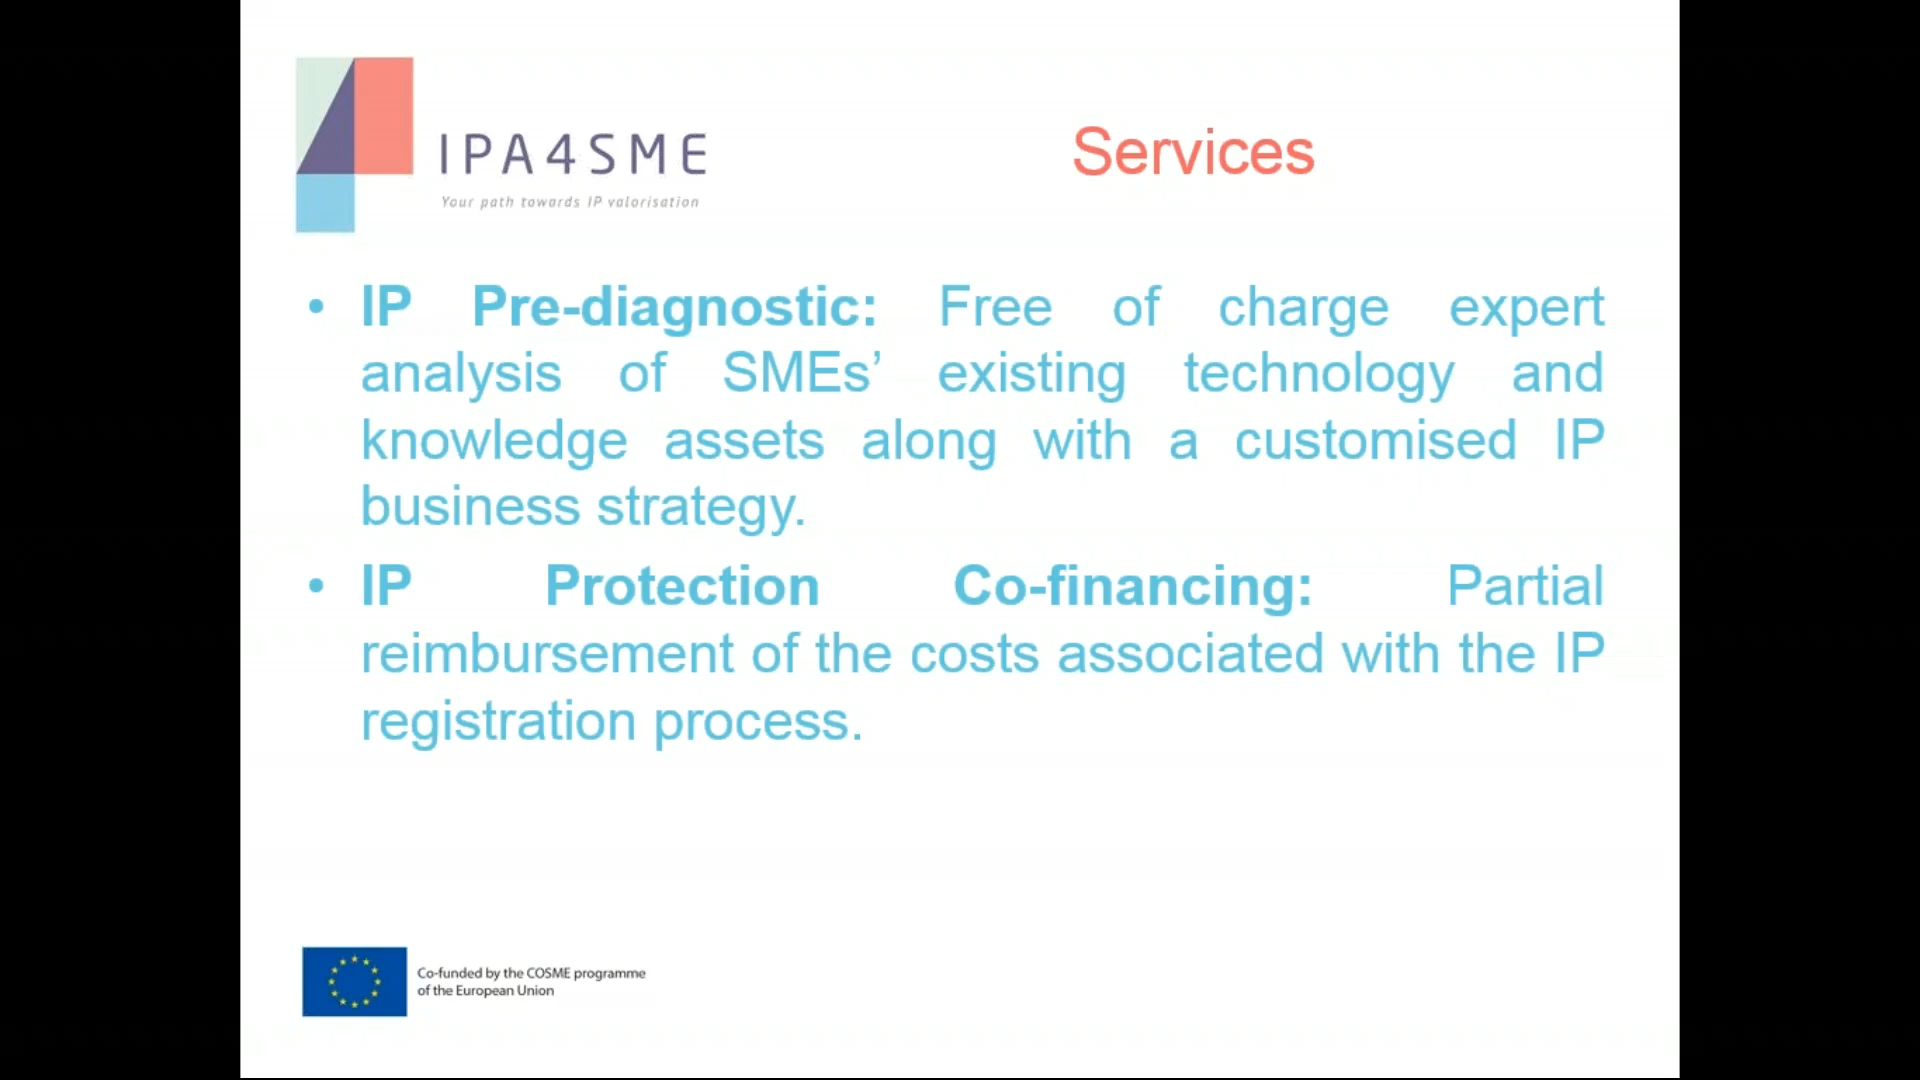 IPA4SME
Your path towards IP valorisation
Services
• IP Pre-diagnostic: Free of charge expert
analysis of SMEs’ existing technology and
knowledge assets along with a customised IP
business strategy.
• IP Protection Co-financing: Partial
reimbursement of the costs associated with the IP
registration process.
Co-funded by the COSME programme
of the European Union